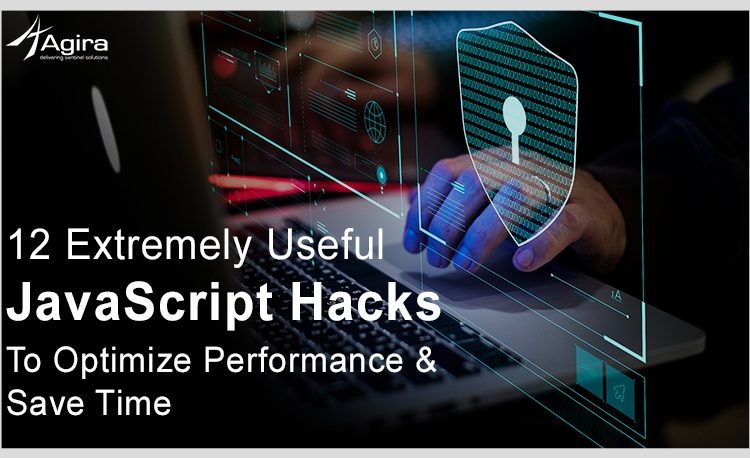 Agira
delivering sentinel solutions
12 Extremely Useful
JavaScript Hacks
To Optimize Performance &
Save Time